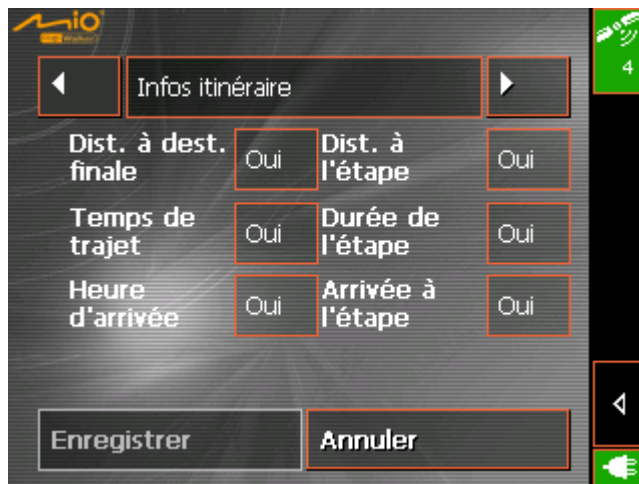 mio
Infos itinéraire
Dist. à dest. finale
Oui
Dist. à l'étape
Oui
Temps de trajet
Oui
Durée de l'étape
Oui
Heure d'arrivée
Oui
Arrivée à l'étape
Oui
Enregistrer
Annuler
4